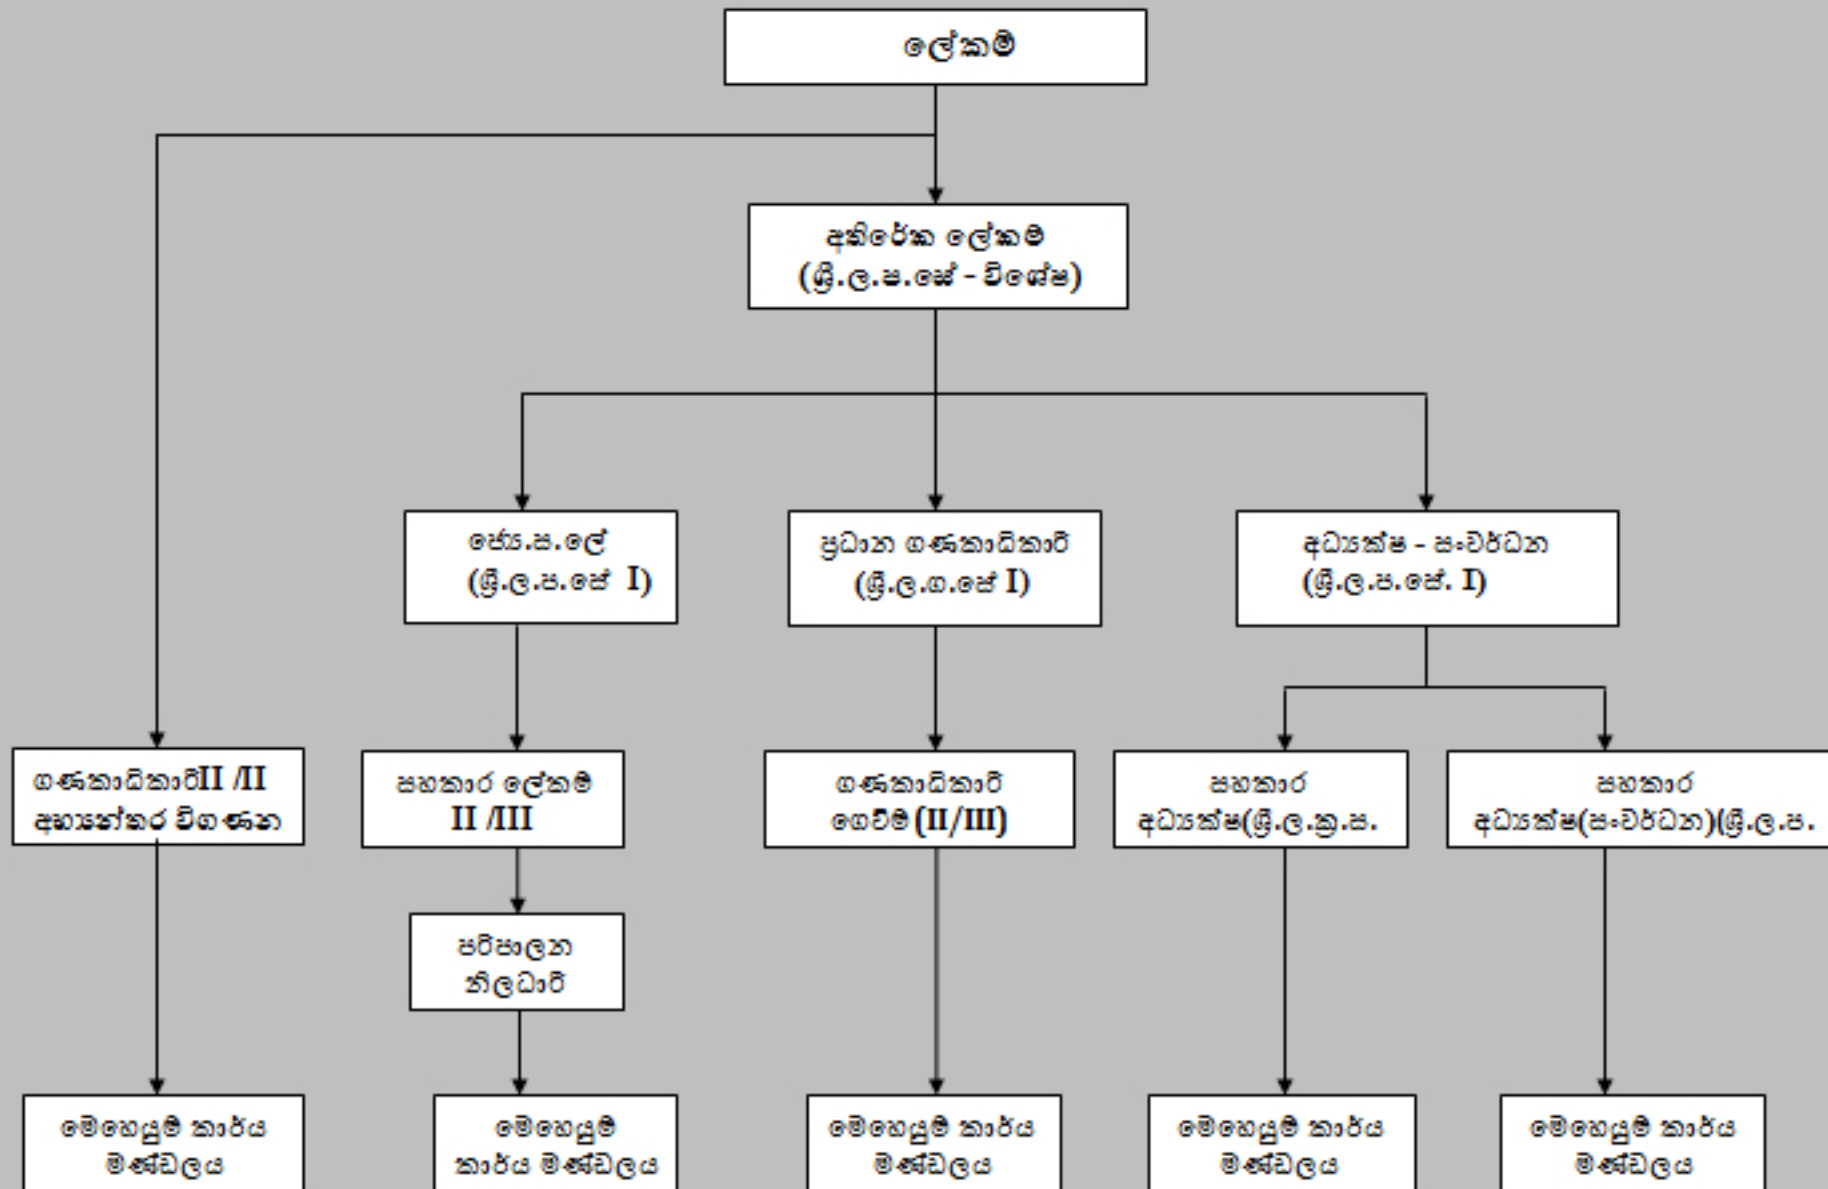 ලේකම්
අතිරේක ලේකම්
(ශ්‍රී.ල.ප.සේ - විශේෂ)
ජ්‍යෙ.ස.ලේ
(ශ්‍රී.ල.ප.සේ I)
ප්‍රධාන ගණකාධිකාරී
(ශ්‍රී.ල.ග.සේ I)
අධ්‍යක්ෂ - සංවර්ධන
(ශ්‍රී.ල.ප.සේ. I)
ගණකාධිකාරීII /II
අභ්‍යන්තර විගණන
සහකාර ලේකම්
II /III
ගණකාධිකාරී
ගෙවීම් (II/III)
සහකාර
අධ්‍යක්ෂ(ශ්‍රී.ල.ක්‍ර.ස.
සහකාර
අධ්‍යක්ෂ(සංවර්ධන)(ශ්‍රී.ල.ප.
පරිපාලන
නිලධාරී
මෙහෙයුම් කාර්ය
මණ්ඩලය
මෙහෙයුම්
කාර්ය මණ්ඩලය
මෙහෙයුම් කාර්ය
මණ්ඩලය
මෙහෙයුම් කාර්ය
මණ්ඩලය
මෙහෙයුම් කාර්ය
මණ්ඩලය